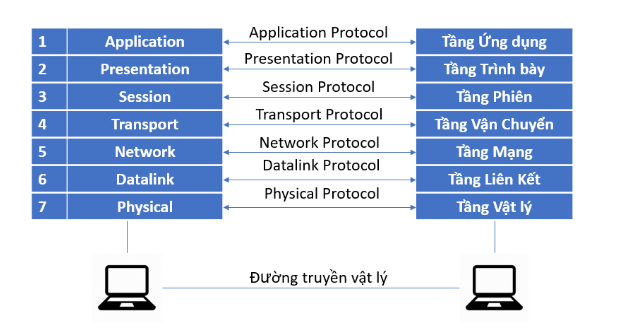 1 Application Application Protocol Tầng Ứng dụng
2 Presentation Presentation Protocol Tầng Trình bày
3 Session Session Protocol Tầng Phiên
4 Transport Transport Protocol Tầng Vận Chuyển
5 Network Network Protocol Tầng Mạng
6 Datalink Datalink Protocol Tầng Liên Kết
7 Physical Physical Protocol Tầng Vật lý
Đường truyền vật lý